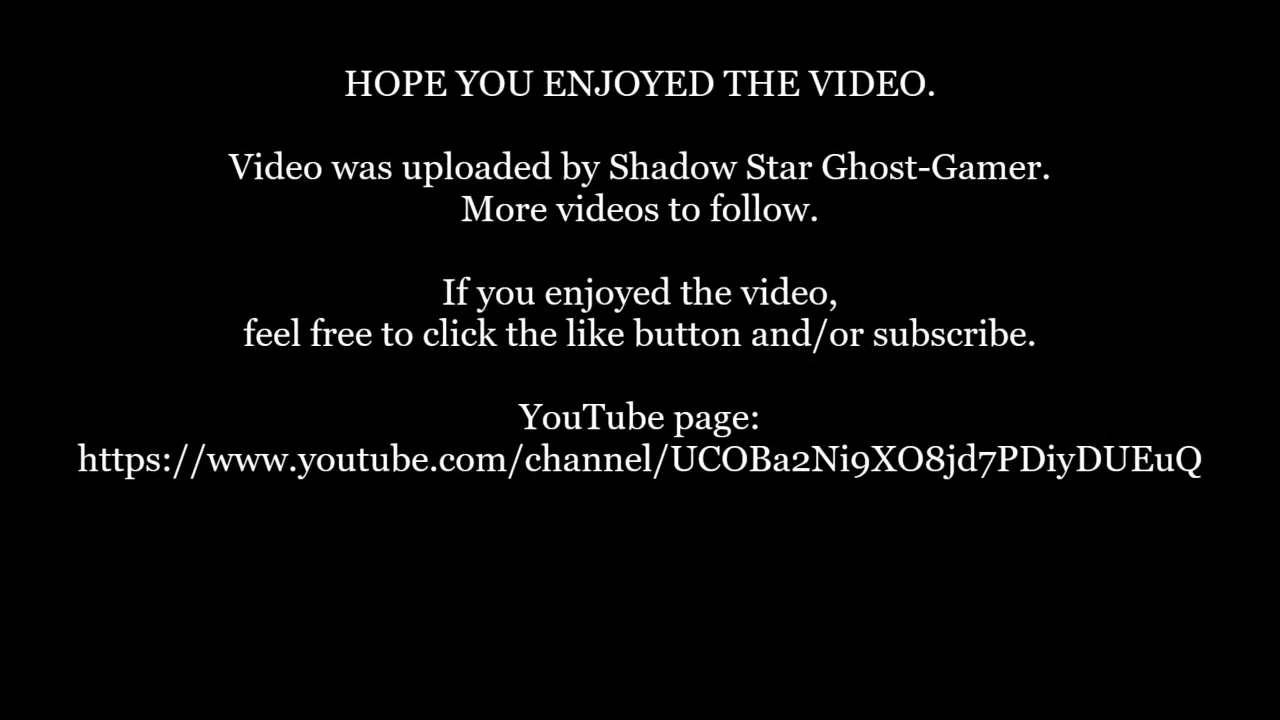 HOPE YOU ENJOYED THE VIDEO.
Video was uploaded by Shadow Star Ghost-Gamer.
More videos to follow.
If you enjoyed the video,
feel free to click the like button and/or subscribe.
YouTube page:
https://www.youtube.com/channel/UCOBa2Ni9XO8jd7PDiyDUEuQ